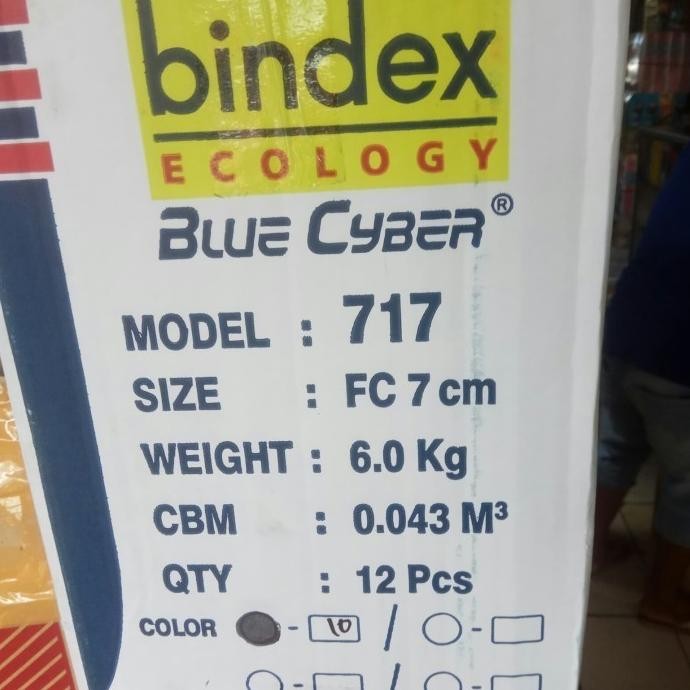 bindex
ECOLOGY
BLUE CYBER®
MODEL : 717
SIZE : FC 7 cm
WEIGHT : 6.0 Kg
CBM : 0.043 M³
QTY : 12 Pcs
COLOR - 10 / -
- / -